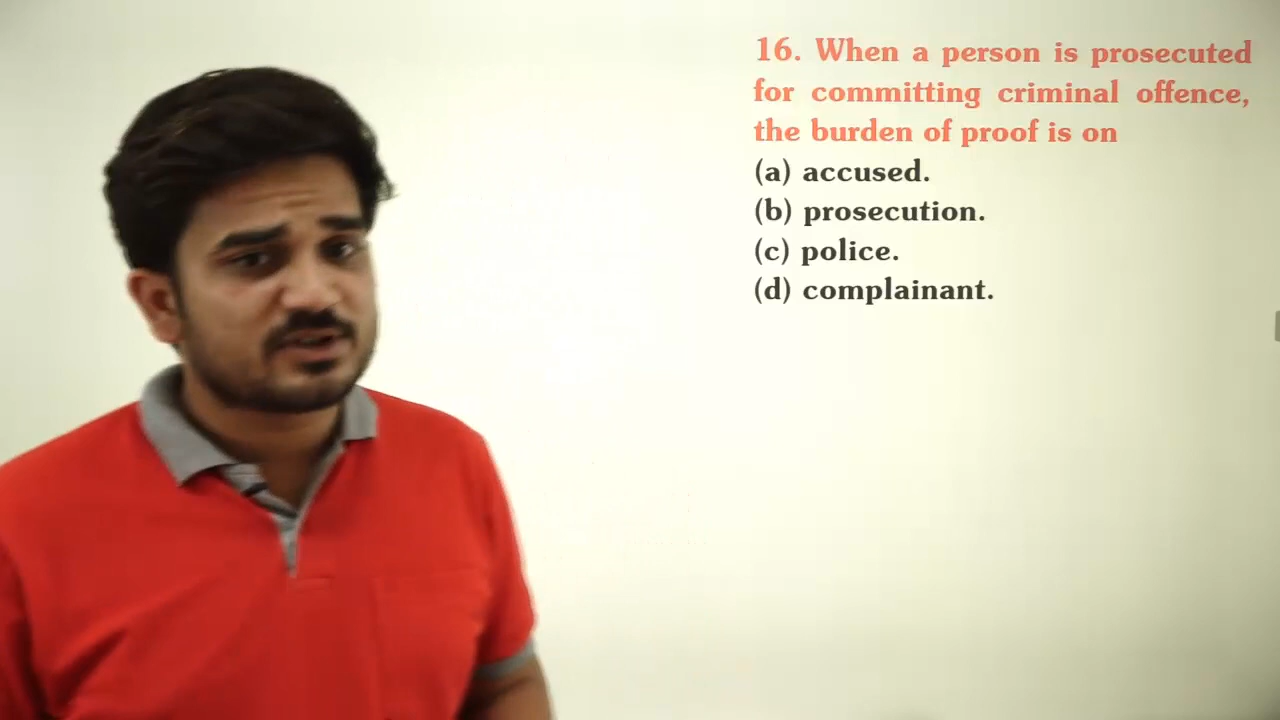 16. When a person is prosecuted
for committing criminal offence,
the burden of proof is on
(a) accused.
(b) prosecution.
(c) police.
(d) complainant.